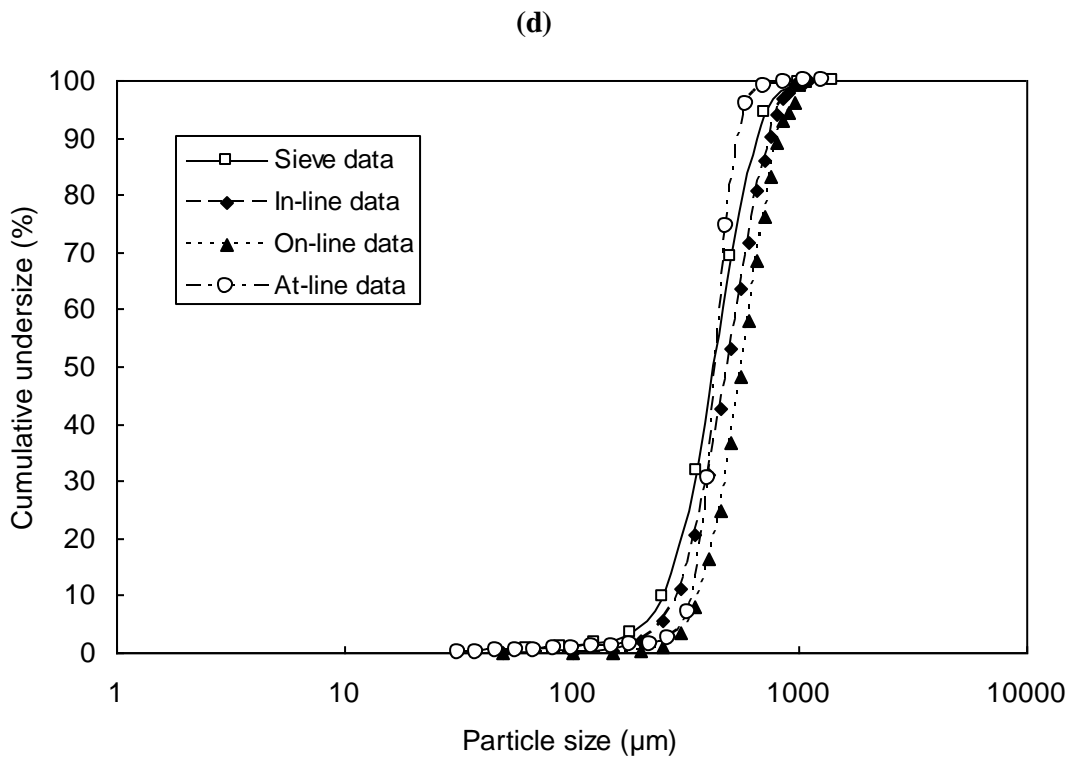 (d)
100
90
80
70
60
50
40
30
20
10
0
Cumulative undersize (%)
Sieve data
In-line data
On-line data
At-line data
1 10 100 1000 10000
Particle size (µm)